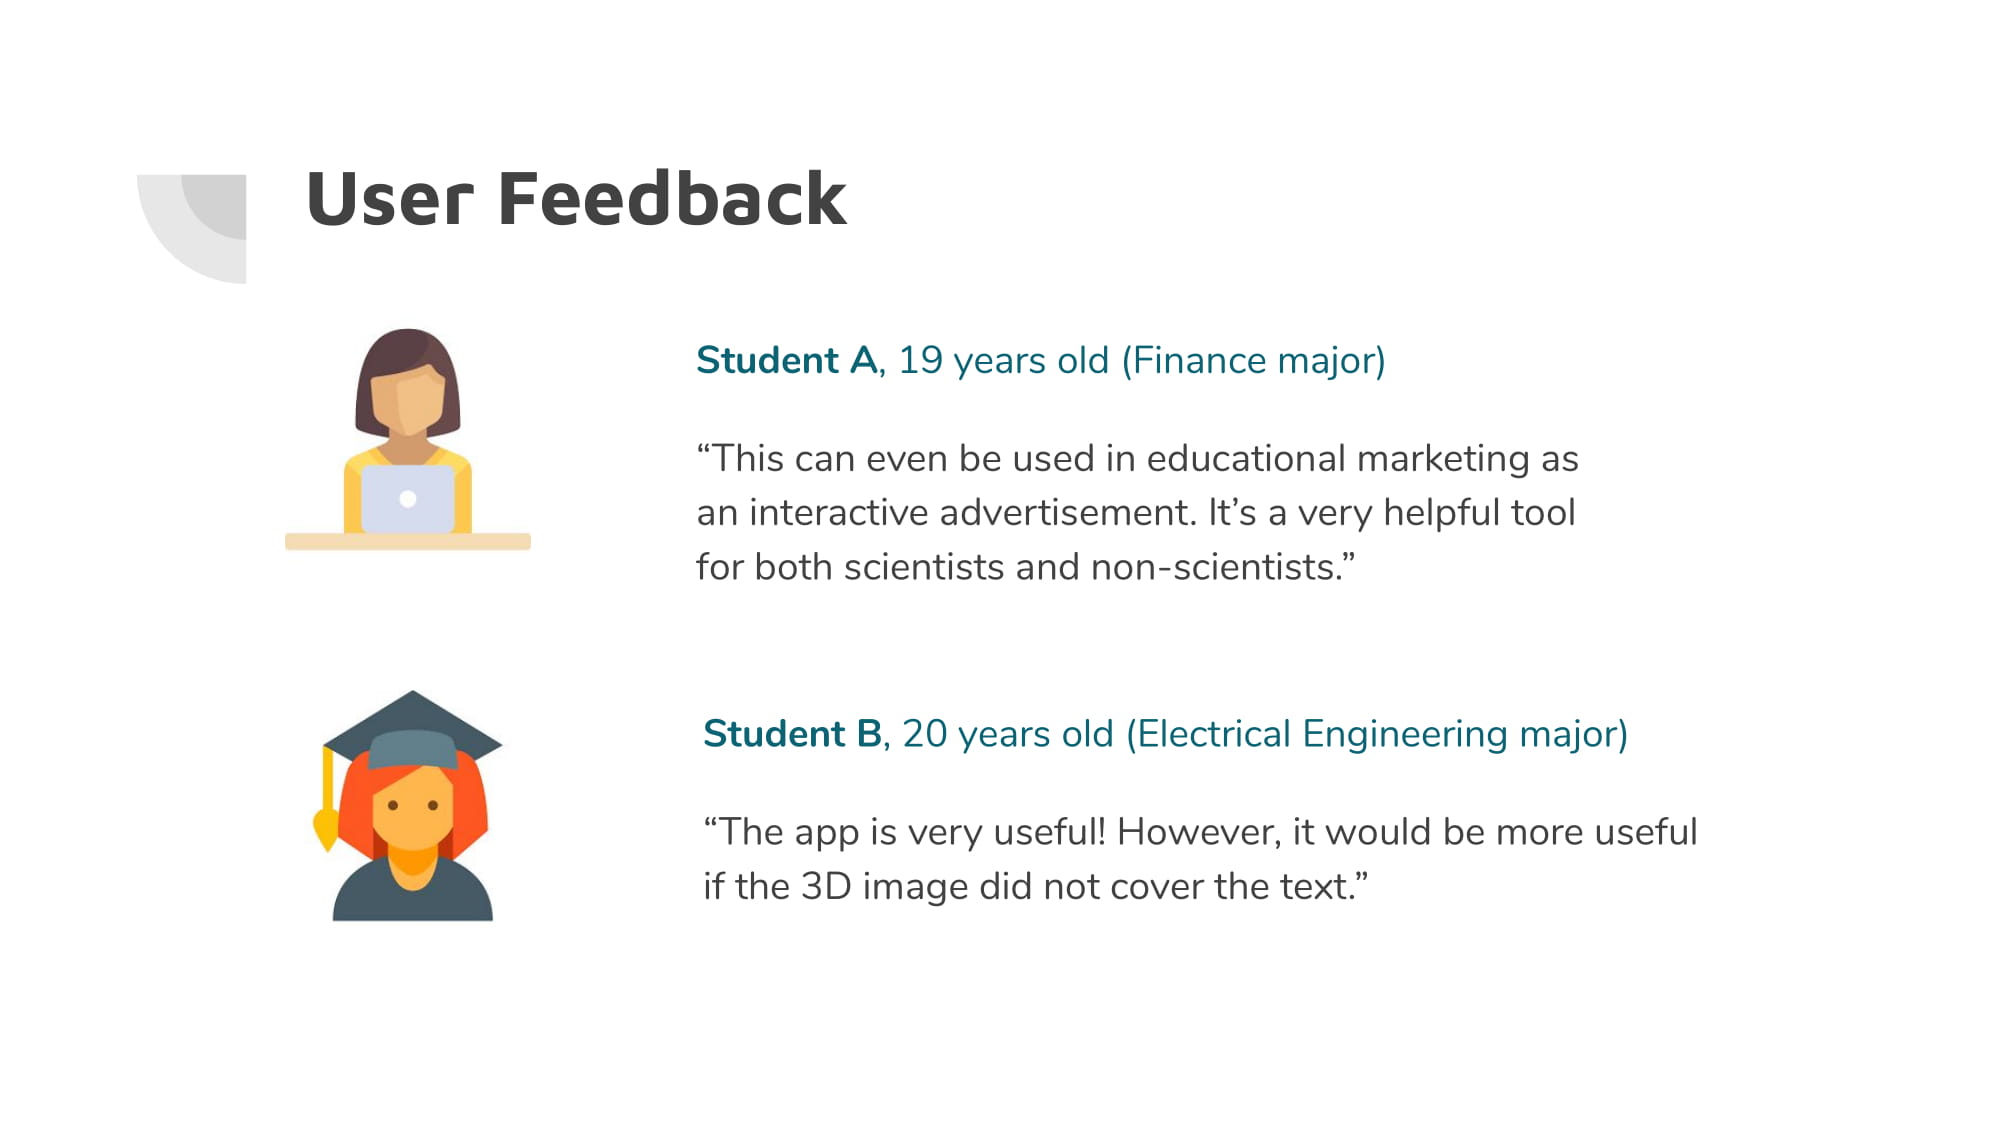 User Feedback
Student A, 19 years old (Finance major)
“This can even be used in educational marketing as
an interactive advertisement. It’s a very helpful tool
for both scientists and non-scientists.”
Student B, 20 years old (Electrical Engineering major)
“The app is very useful! However, it would be more useful
if the 3D image did not cover the text.”